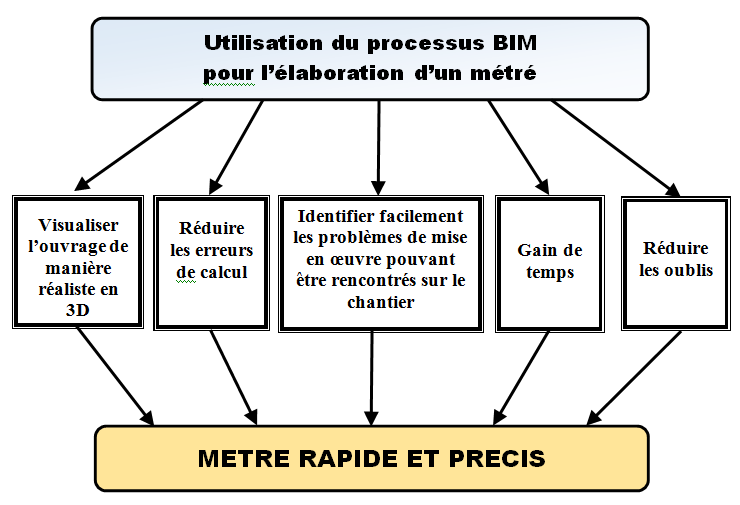 Utilisation du processus BIM
pour l’élaboration d’un métré
Visualiser
l’ouvrage de
manière
réaliste en
3D
Réduire
les erreurs
de calcul
Identifier facilement
les problèmes de mise
en œuvre pouvant
être rencontrés sur le
chantier
Gain de
temps
Réduire
les oublis
METRE RAPIDE ET PRECIS